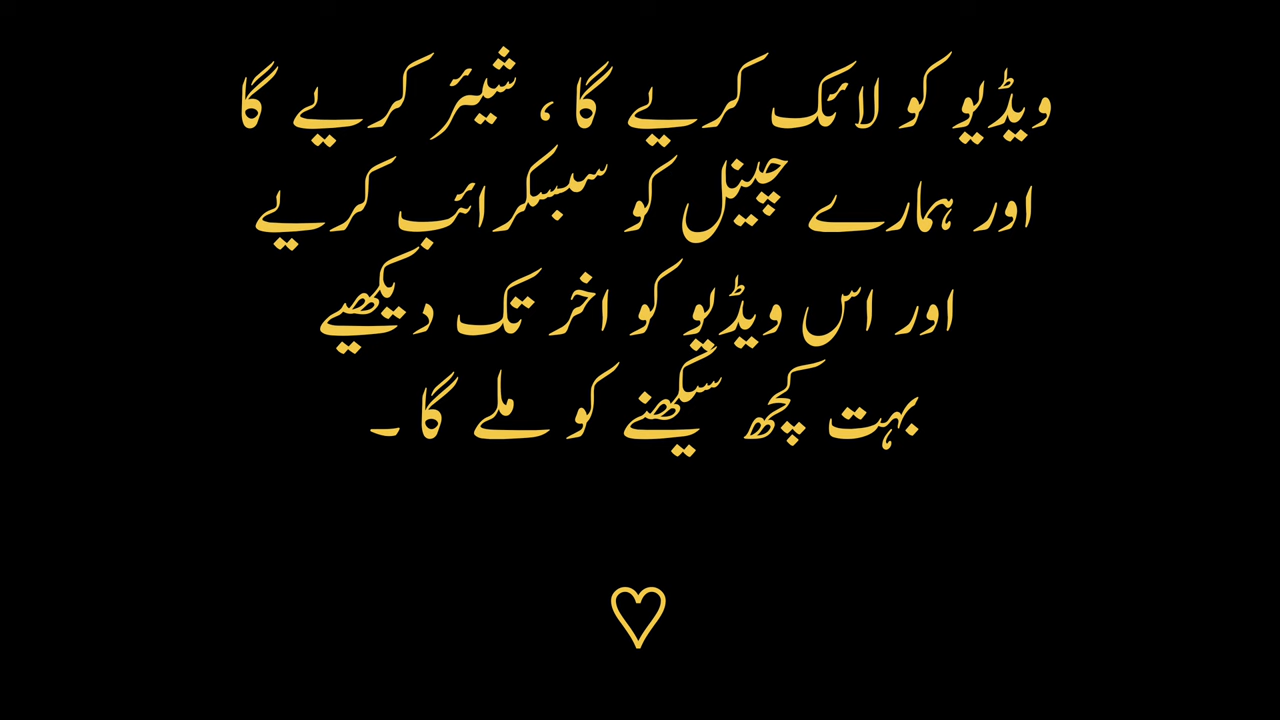 ویڈیو کو لائک کریے گا ، شیئر کریے گا
اور ہمارے چینل کو سبسکرائب کریے
اور اس ویڈیو کو اخر تک دیکھیے
بہت کچھ سیکھنے کو ملے گا ۔
♡